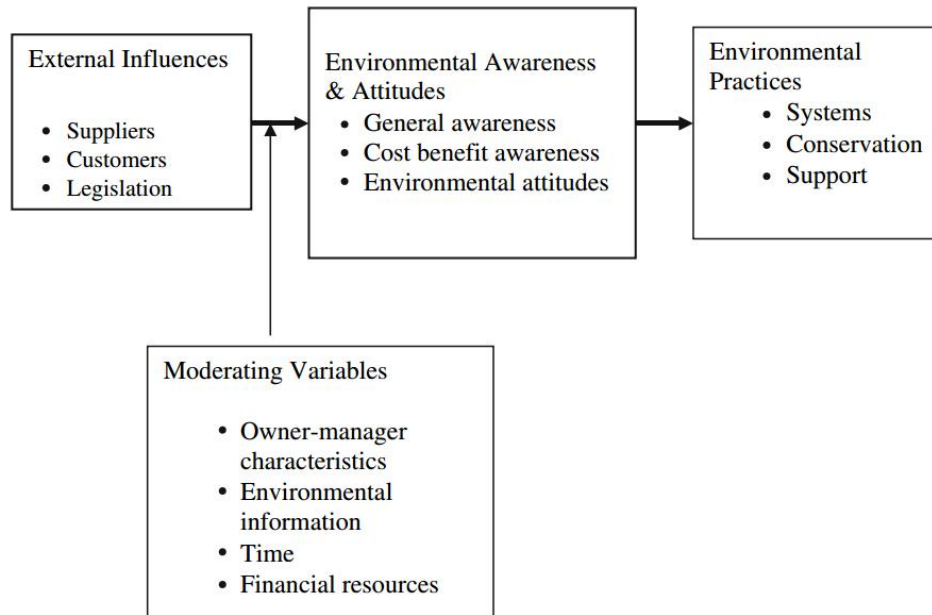 External Influences
• Suppliers
• Customers
• Legislation
Environmental Awareness
& Attitudes
• General awareness
• Cost benefit awareness
• Environmental attitudes
Environmental
Practices
• Systems
• Conservation
• Support
Moderating Variables
• Owner-manager
characteristics
• Environmental
information
• Time
• Financial resources